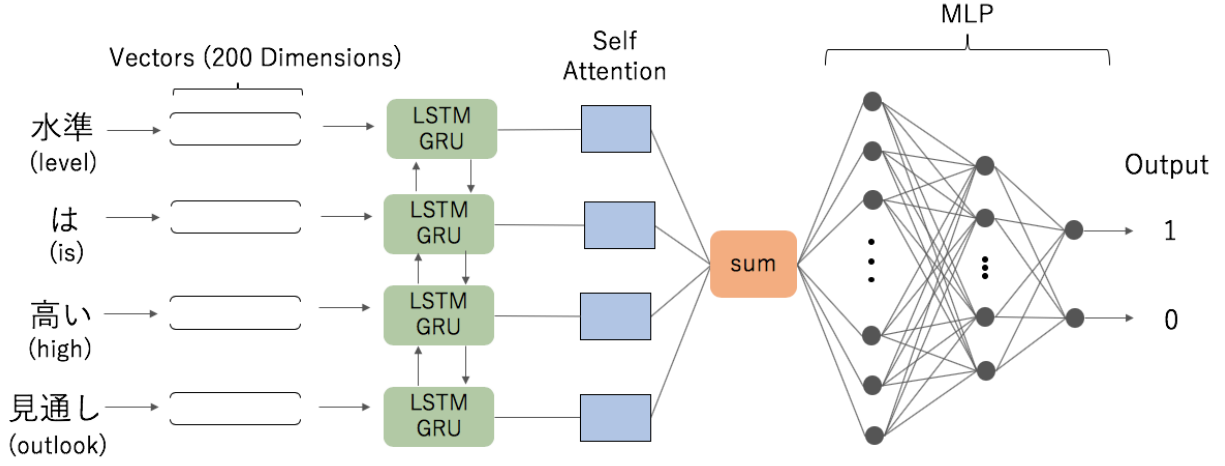 MLP
Self
Attention
Vectors (200 Dimensions)
水準
(level)
LSTM
GRU
は
(is)
LSTM
GRU
高い
(high)
LSTM
GRU
見通し
(outlook)
LSTM
GRU
sum
Output
1
0